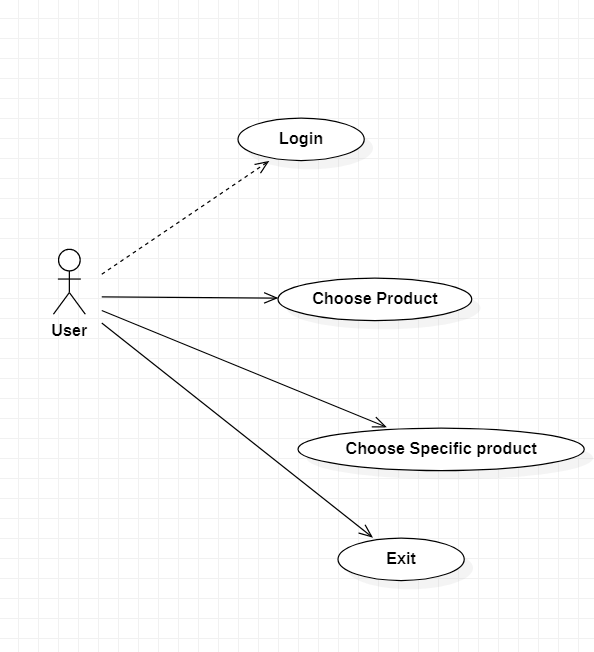 Login
Choose Product
User
Choose Specific product
Exit